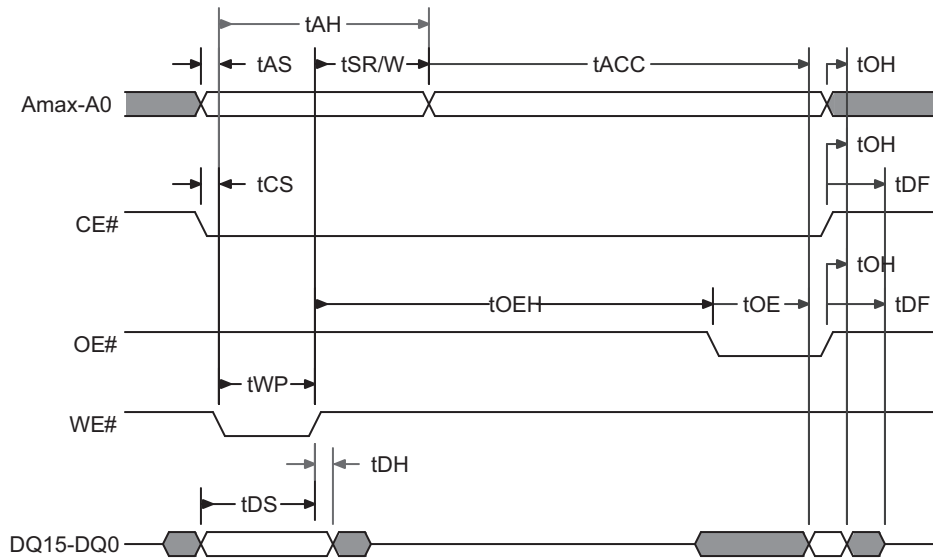 tAH
tAS tSR/W tACC tOH
Amax-A0
tOH
tCS tDF
CE#
tOH
tOEH tOE tDF
OE#
tWP
WE#
tDH
tDS
DQ15-DQ0